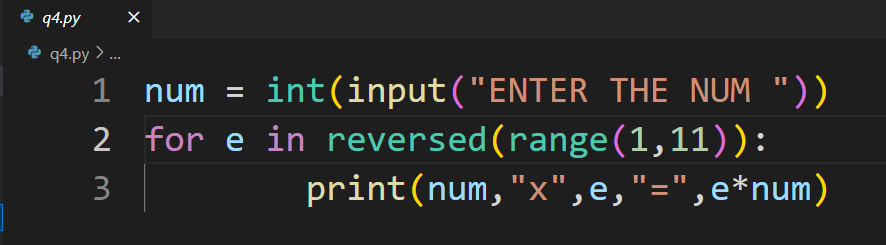 q4.py ×
q4.py > ...
1 num = int(input("ENTER THE NUM "))
2 for e in reversed(range(1,11)):
3         print(num,"x",e,"=",e*num)